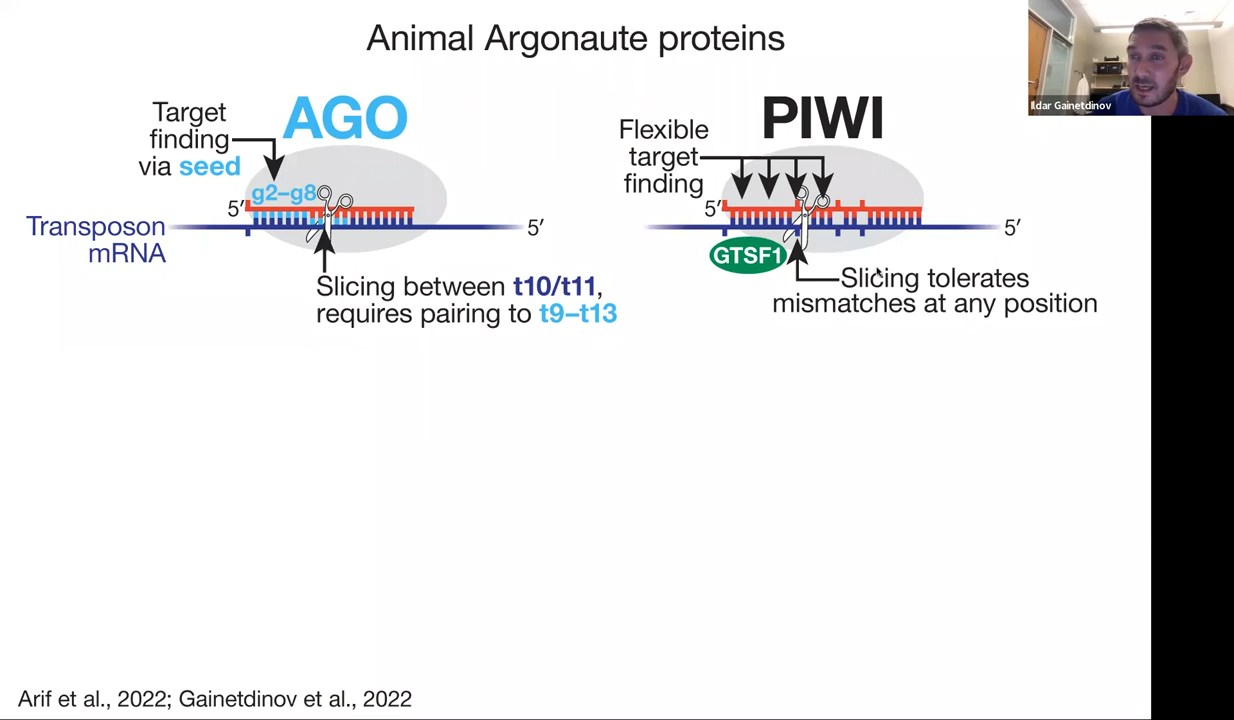 Animal Argonaute proteins
Ildar Gainetdinov
Target
finding
via seed
AGO
g2–g8
5′
Transposon
mRNA
5′
Slicing between t10/t11,
requires pairing to t9–t13
PIWI
Flexible
target
finding
5′
5′
GTSF1
Slicing tolerates
mismatches at any position
Arif et al., 2022; Gainetdinov et al., 2022